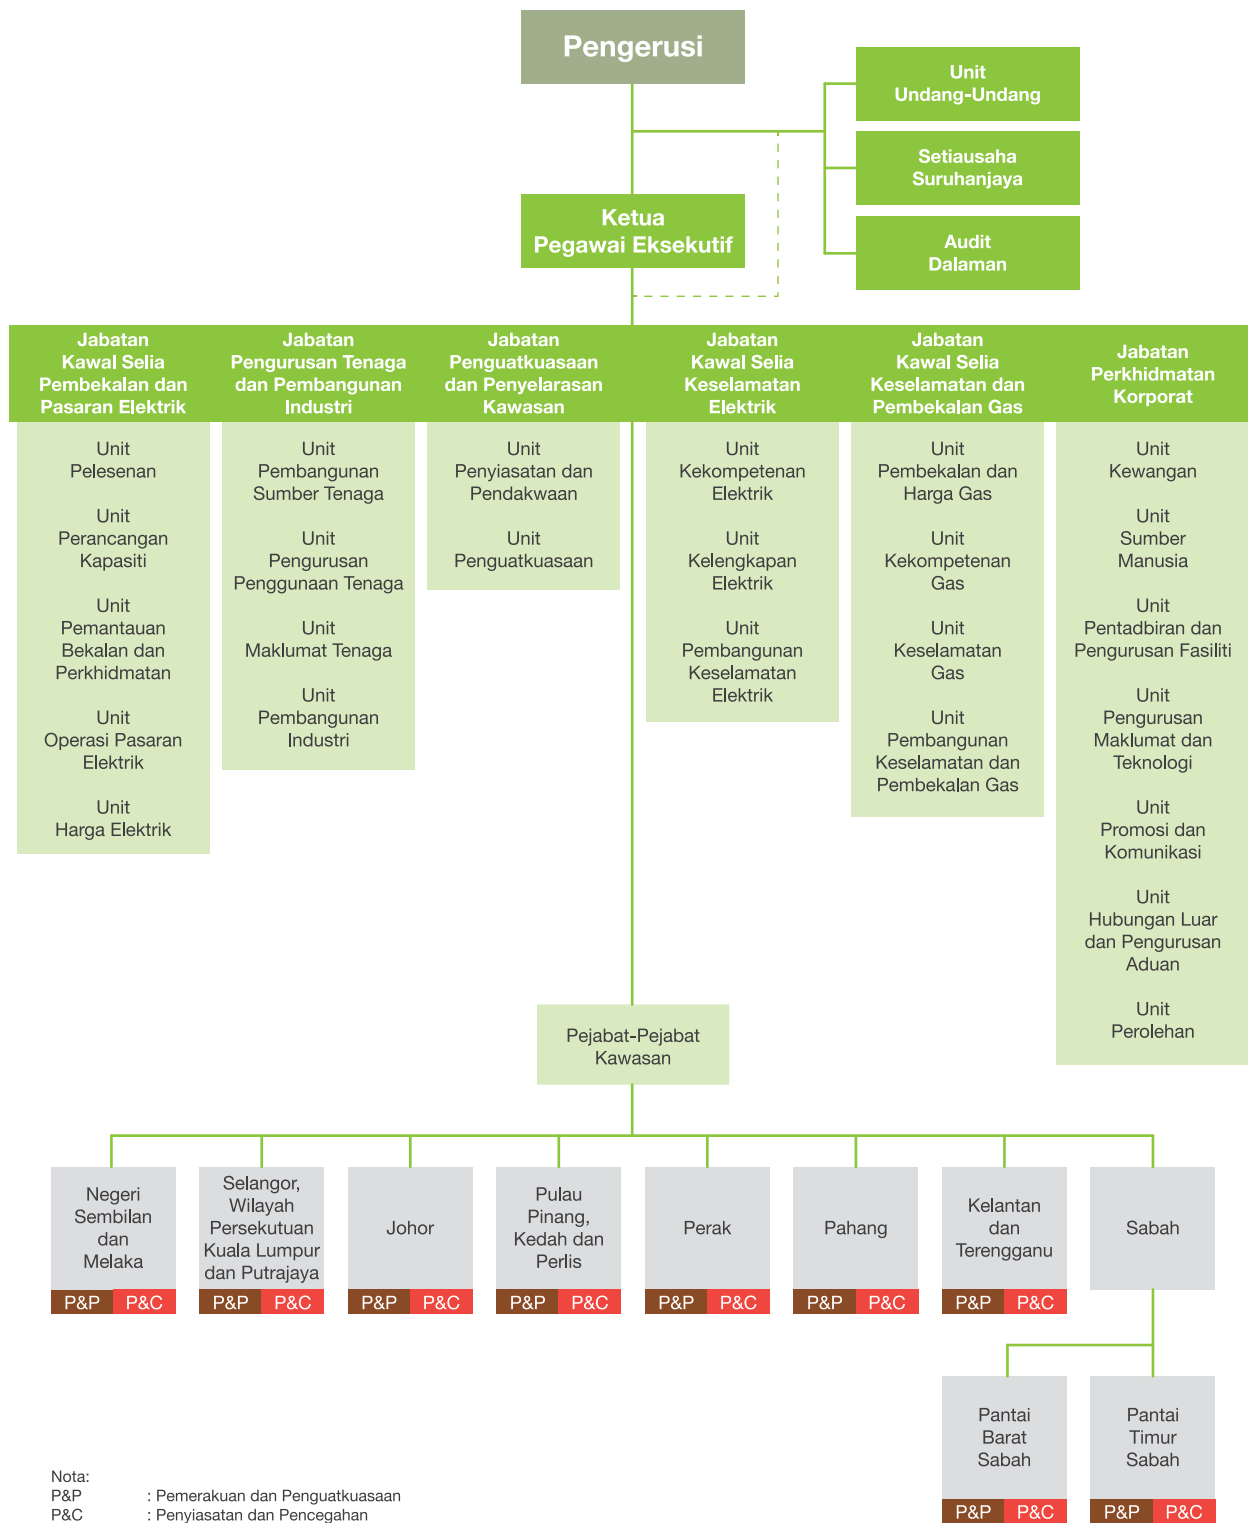 Pengerusi
Unit
Undang-Undang
Setiausaha
Suruhanjaya
Ketua
Pegawai Eksekutif
Audit
Dalaman
Jabatan
Kawal Selia
Pembekalan dan
Pasaran Elektrik
Unit
Pelesenan
Unit
Perancangan
Kapasiti
Unit
Pemantauan
Bekalan dan
Perkhidmatan
Unit
Operasi Pasaran
Elektrik
Unit
Harga Elektrik
Jabatan
Pengurusan Tenaga
dan Pembangunan
Industri
Unit
Pembangunan
Sumber Tenaga
Unit
Pengurusan
Penggunaan Tenaga
Unit
Maklumat Tenaga
Unit
Pembangunan
Industri
Jabatan
Penguatkuasaan
dan Penyelarasan
Kawasan
Unit
Penyiasatan dan
Pendakwaan
Unit
Penguatkuasaan
Jabatan
Kawal Selia
Keselamatan
Elektrik
Unit
Kekompetenan
Elektrik
Unit
Kelengkapan
Elektrik
Unit
Pembangunan
Keselamatan
Elektrik
Jabatan
Kawal Selia
Keselamatan dan
Pembekalan Gas
Unit
Pembekalan dan
Harga Gas
Unit
Kekompetenan
Gas
Unit
Keselamatan
Gas
Unit
Pembangunan
Keselamatan dan
Pembekalan Gas
Jabatan
Perkhidmatan
Korporat
Unit
Kewangan
Unit
Sumber
Manusia
Unit
Pentadbiran dan
Pengurusan Fasiliti
Unit
Pengurusan
Maklumat dan
Teknologi
Unit
Promosi dan
Komunikasi
Unit
Hubungan Luar
dan Pengurusan
Aduan
Unit
Perolehan
Pejabat-Pejabat
Kawasan
Negeri
Sembilan
dan
Melaka
P&P P&C
Selangor,
Wilayah
Persekutuan
Kuala Lumpur
dan Putrajaya
P&P P&C
Johor
P&P P&C
Pulau
Pinang,
Kedah dan
Perlis
P&P P&C
Perak
P&P P&C
Pahang
P&P P&C
Kelantan
dan
Terengganu
P&P P&C
Sabah
Pantai
Barat
Sabah
P&P P&C
Pantai
Timur
Sabah
P&P P&C
Nota:
P&P : Pemerakuan dan Penguatkuasaan
P&C : Penyiasatan dan Pencegahan